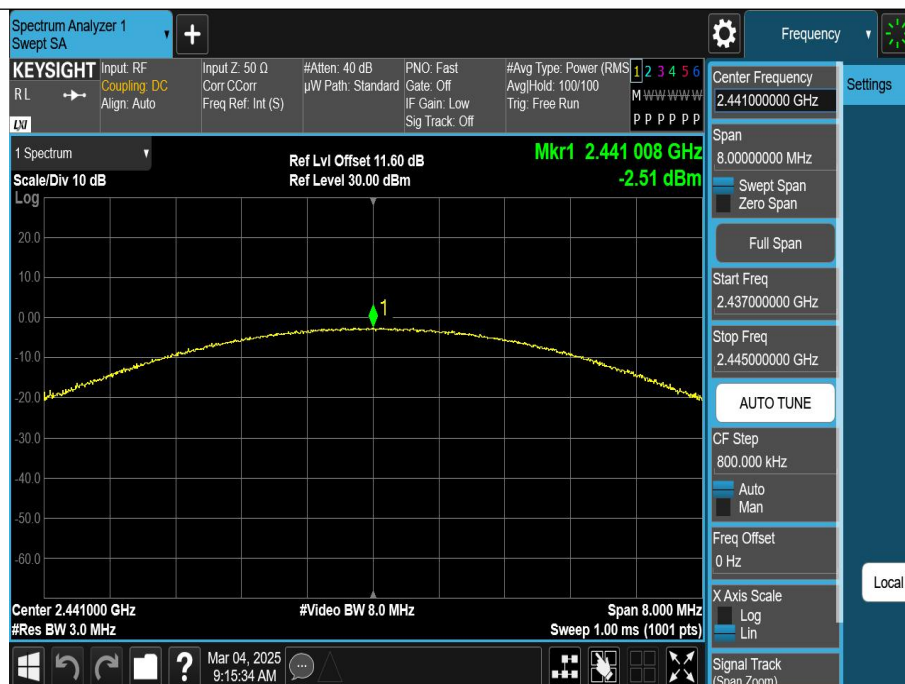 Spectrum Analyzer 1
Swept SA
Frequency
KEYSIGHT
RL
LXI
Input: RF
Coupling: DC
Align: Auto
Input Z: 50 Ω
Corr CCorr
Freq Ref: Int (S)
#Atten: 40 dB
µW Path: Standard
PNO: Fast
Gate: Off
IF Gain: Low
Sig Track: Off
#Avg Type: Power (RMS
Avg|Hold: 100/100
Trig: Free Run
1 2 3 4 5 6
M W W W W W
P P P P P P
1 Spectrum
Scale/Div 10 dB
Log
Ref Lvl Offset 11.60 dB
Ref Level 30.00 dBm
Mkr1 2.441 008 GHz
-2.51 dBm
20.0
10.0
0.00
-10.0
-20.0
-30.0
-40.0
-50.0
-60.0
1
Center 2.441000 GHz
#Res BW 3.0 MHz
#Video BW 8.0 MHz
Span 8.000 MHz
Sweep 1.00 ms (1001 pts)
Mar 04, 2025
9:15:34 AM
Center Frequency
2.441000000 GHz
Settings
Span
8.00000000 MHz
Swept Span
Zero Span
Full Span
Start Freq
2.437000000 GHz
Stop Freq
2.445000000 GHz
AUTO TUNE
CF Step
800.000 kHz
Auto
Man
Freq Offset
0 Hz
X Axis Scale
Log
Lin
Local
Signal Track
(Span Zoom)